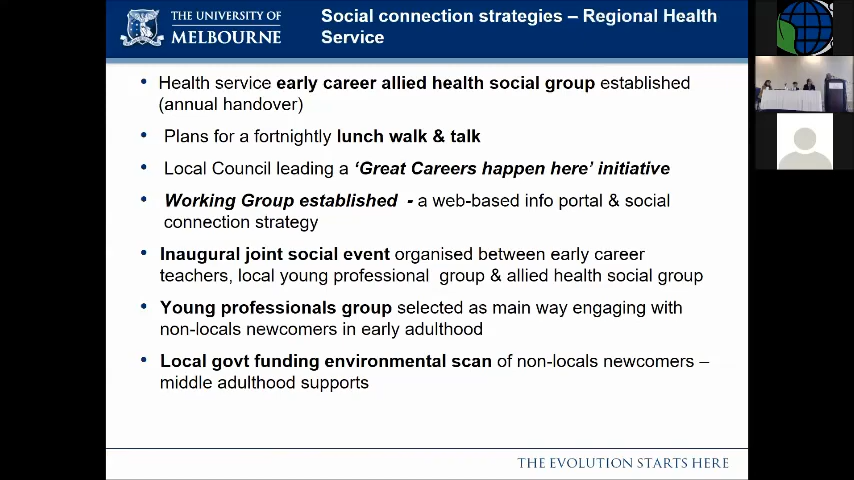 THE UNIVERSITY OF
MELBOURNE
Social connection strategies – Regional Health
Service
• Health service early career allied health social group established
(annual handover)
• Plans for a fortnightly lunch walk & talk
• Local Council leading a ‘Great Careers happen here’ initiative
• Working Group established - a web-based info portal & social
connection strategy
• Inaugural joint social event organised between early career
teachers, local young professional group & allied health social group
• Young professionals group selected as main way engaging with
non-locals newcomers in early adulthood
• Local govt funding environmental scan of non-locals newcomers –
middle adulthood supports
THE EVOLUTION STARTS HERE